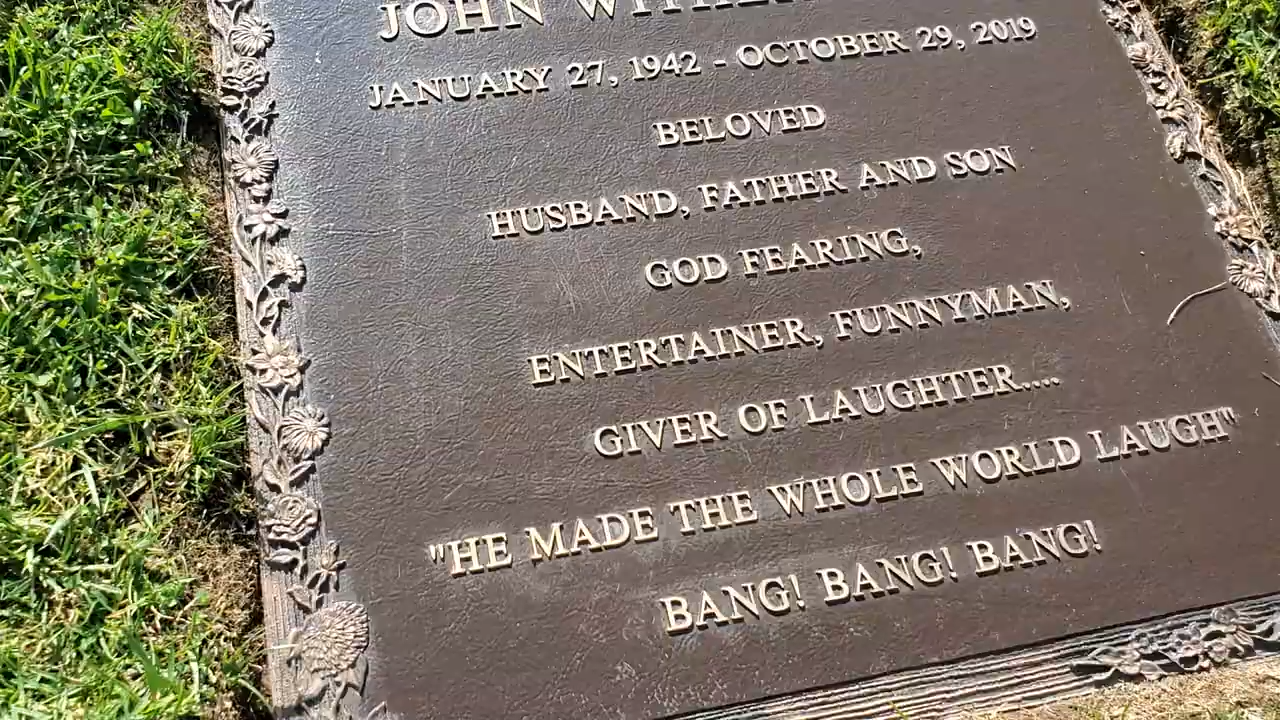 JOHN
JANUARY 27, 1942 - OCTOBER 29, 2019
BELOVED
HUSBAND, FATHER AND SON
GOD FEARING,
ENTERTAINER, FUNNYMAN,
GIVER OF LAUGHTER....
"HE MADE THE WHOLE WORLD LAUGH"
BANG! BANG! BANG!